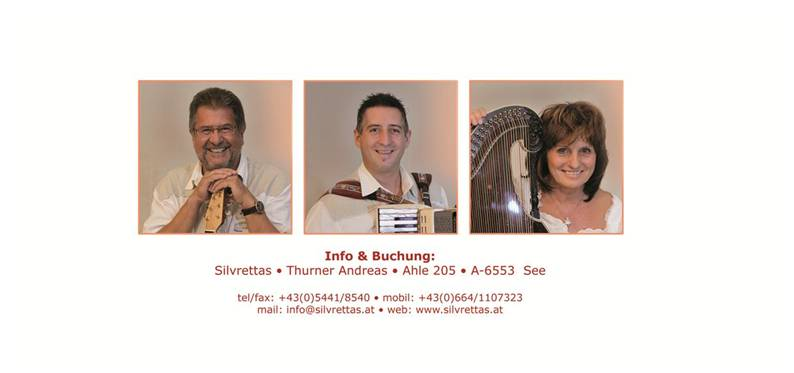 Info & Buchung:
Silvrettas • Thurner Andreas • Ahle 205 • A-6553 See
tel/fax: +43(0)5441/8540 • mobil: +43(0)664/1107323
mail: info@silvrettas.at • web: www.silvrettas.at